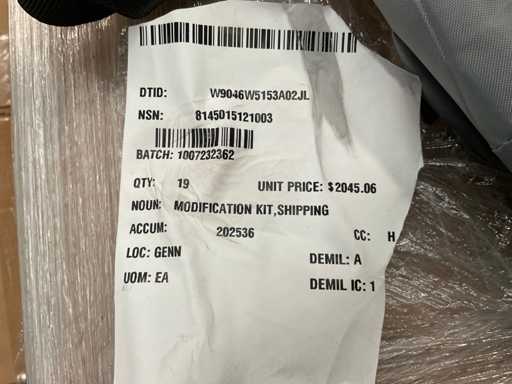 DTID: W9046W5153A02JL
NSN: 8145015121003
BATCH: 1007232362
QTY: 19 UNIT PRICE: $2045.06
NOUN: MODIFICATION KIT,SHIPPING
ACCUM: 202536 CC: H
LOC: GENN DEMIL: A
UOM: EA DEMIL IC: 1